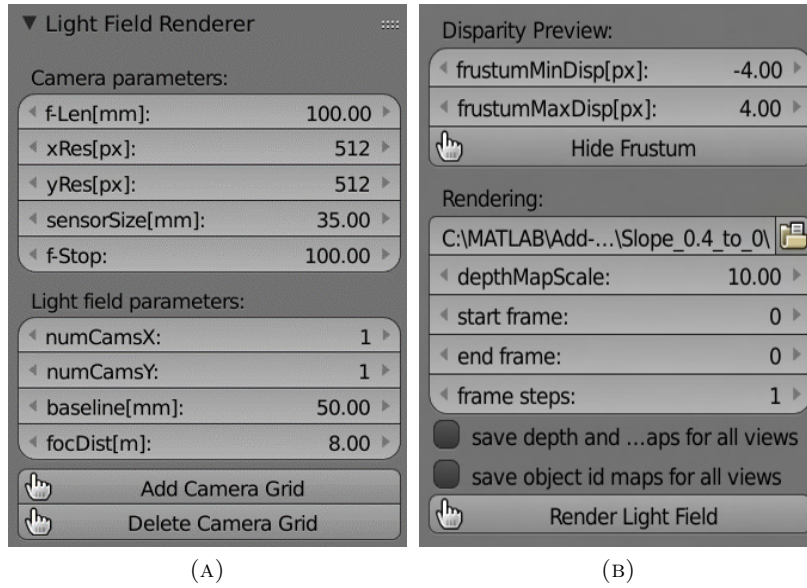 Light Field Renderer
Camera parameters:
f-Len[mm]: 100.00
xRes[px]: 512
yRes[px]: 512
sensorSize[mm]: 35.00
f-Stop: 100.00
Light field parameters:
numCamsX: 1
numCamsY: 1
baseline[mm]: 50.00
focDist[m]: 8.00
Add Camera Grid
Delete Camera Grid
(A)
Disparity Preview:
frustumMinDisp[px]: -4.00
frustumMaxDisp[px]: 4.00
Hide Frustum
Rendering:
C:\MATLAB\Add-...\Slope_0.4_to_0\
depthMapScale: 10.00
start frame: 0
end frame: 0
frame steps: 1
save depth and ...aps for all views
save object id maps for all views
Render Light Field
(B)